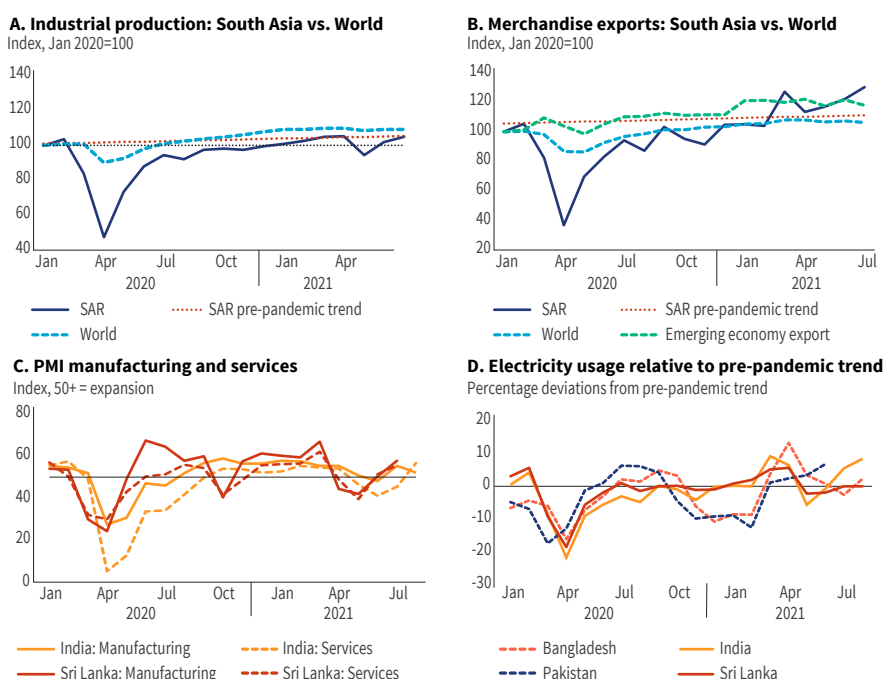 A. Industrial production: South Asia vs. World
Index, Jan 2020=100
140
120
100
80
60
40
Jan Apr Jul Oct Jan Apr
2020 2021
SAR SAR pre-pandemic trend
World
B. Merchandise exports: South Asia vs. World
Index, Jan 2020=100
140
120
100
80
60
40
20
Jan Apr Jul Oct Jan Apr Jul
2020 2021
SAR SAR pre-pandemic trend
World Emerging economy export
C. PMI manufacturing and services
Index, 50+ = expansion
80
60
40
20
0
Jan Apr Jul Oct Jan Apr Jul
2020 2021
India: Manufacturing India: Services
Sri Lanka: Manufacturing Sri Lanka: Services
D. Electricity usage relative to pre-pandemic trend
Percentage deviations from pre-pandemic trend
20
10
0
-10
-20
-30
Jan Apr Jul Oct Jan Apr Jul
2020 2021
Bangladesh India
Pakistan Sri Lanka